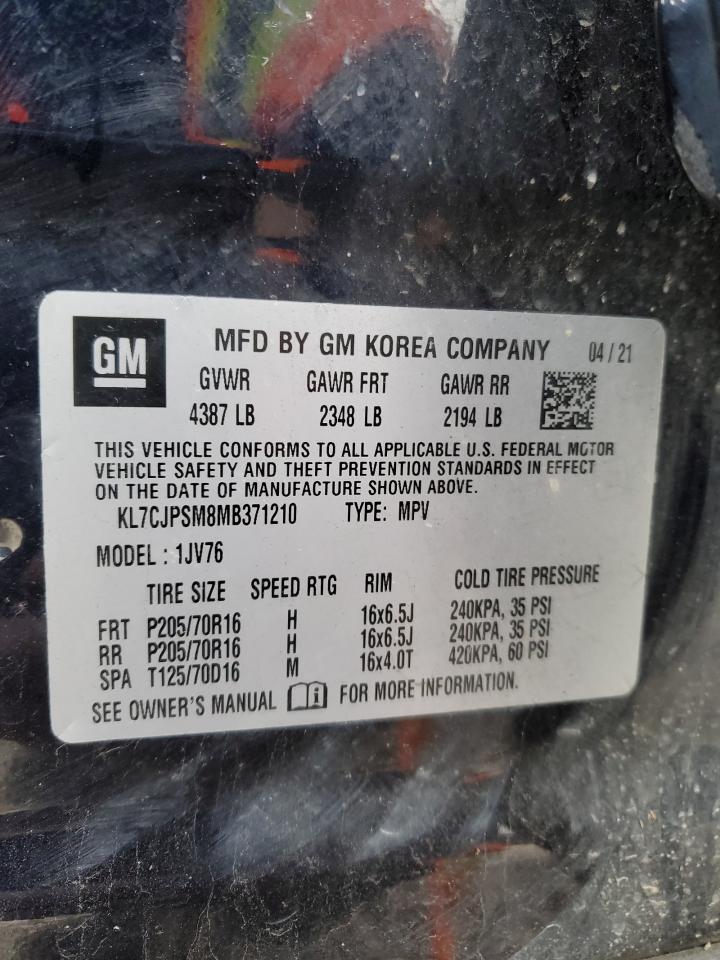 GM MFD BY GM KOREA COMPANY 04 / 21
GVWR GAWR FRT GAWR RR
4387 LB 2348 LB 2194 LB
THIS VEHICLE CONFORMS TO ALL APPLICABLE U.S. FEDERAL MOTOR
VEHICLE SAFETY AND THEFT PREVENTION STANDARDS IN EFFECT
ON THE DATE OF MANUFACTURE SHOWN ABOVE.
KL7CJPSM8MB371210 TYPE: MPV
MODEL : 1JV76
TIRE SIZE SPEED RTG RIM COLD TIRE PRESSURE
FRT P205/70R16 H 16x6.5J 240KPA, 35 PSI
RR P205/70R16 H 16x6.5J 240KPA, 35 PSI
SPA T125/70D16 M 16x4.0T 420KPA, 60 PSI
SEE OWNER'S MANUAL i FOR MORE INFORMATION.